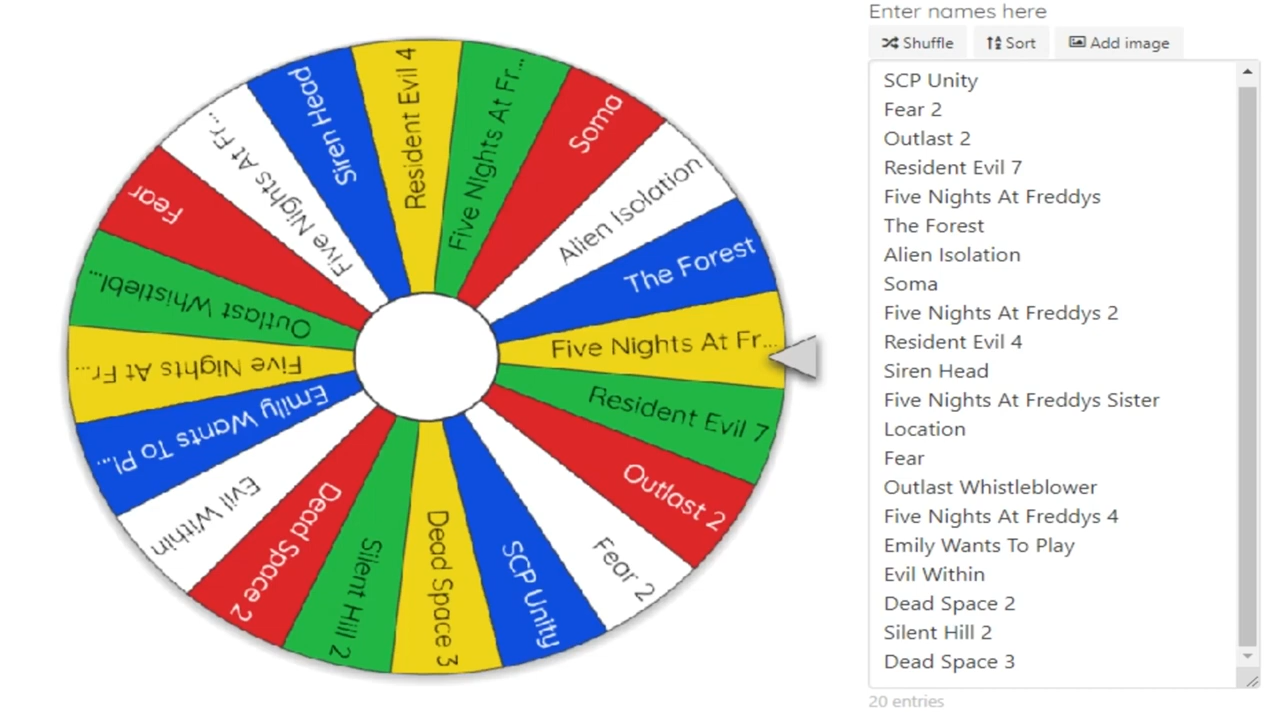 Enter names here
Shuffle
Sort
Add image
SCP Unity
Fear 2
Outlast 2
Resident Evil 7
Five Nights At Freddys
The Forest
Alien Isolation
Soma
Five Nights At Freddys 2
Resident Evil 4
Siren Head
Five Nights At Freddys Sister
Location
Fear
Outlast Whistleblower
Five Nights At Freddys 4
Emily Wants To Play
Evil Within
Dead Space 2
Silent Hill 2
Dead Space 3
20 entries
Five Nights At Fr...
Resident Evil 7
Outlast 2
Fear 2
SCP Unity
Dead Space 3
Silent Hill 2
Dead Space 2
Evil Within
Emily Wants To Pl...
Five Nights At Fr...
Outlast Whistlebl...
Fear
Five Nights At Fr...
Siren Head
Resident Evil 4
Five Nights At Fr...
Soma
Alien Isolation
The Forest